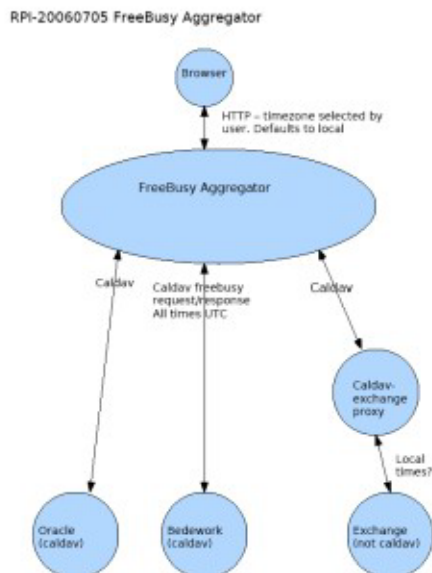 RPI-20060705 FreeBusy Aggregator
Browser
HTTP – timezone selected by
user. Defaults to local
FreeBusy Aggregator
Caldav
Caldav freebusy
request/response
All times UTC
Caldav
Caldav-
exchange
proxy
Local
times?
Oracle
(caldav)
Bedework
(caldav)
Exchange
(not caldav)